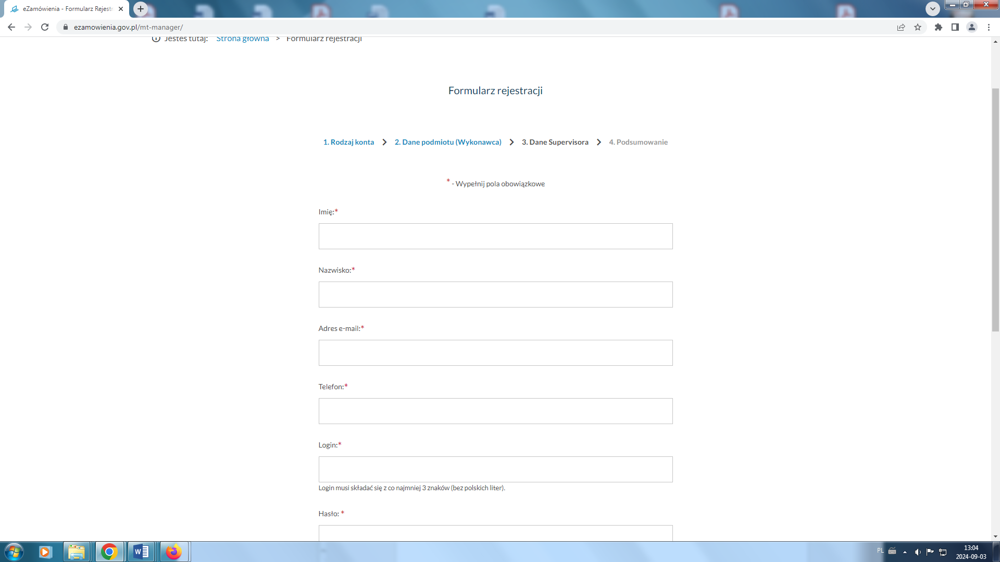 eZamówienia - Formularz Rejestr
ezamowienia.gov.pl/mt-manager/
Jesteś tutaj: Strona główna > Formularz rejestracji
Formularz rejestracji
1. Rodzaj konta > 2. Dane podmiotu (Wykonawca) > 3. Dane Supervisora > 4. Podsumowanie
* - Wypełnij pola obowiązkowe
Imię:*
Nazwisko:*
Adres e-mail:*
Telefon:*
Login:*
Login musi składać się z co najmniej 3 znaków (bez polskich liter).
Hasło: *
PL
13:04
2024-09-03